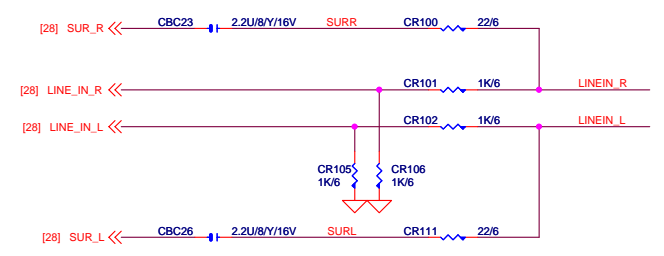 [28] SUR_R CBC23 2.2U/8/Y/16V SURR CR100 22/6
[28] LINE_IN_R CR101 1K/6 LINEIN_R
[28] LINE_IN_L CR102 1K/6 LINEIN_L
CR105 CR106
1K/6 1K/6
[28] SUR_L CBC26 2.2U/8/Y/16V SURL CR111 22/6